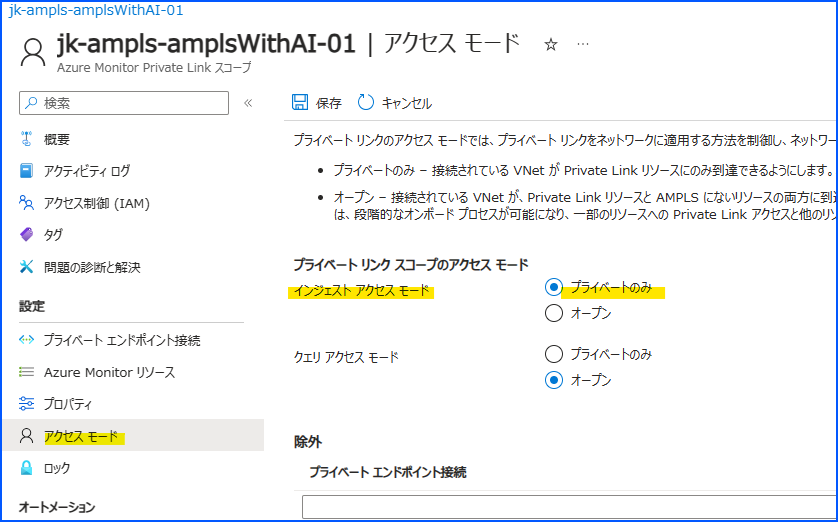 jk-ampls-amplsWithAI-01
jk-ampls-amplsWithAI-01 | アクセス モード
Azure Monitor Private Link スコープ
検索
保存 キャンセル
概要
アクティビティ ログ
アクセス制御 (IAM)
タグ
問題の診断と解決
設定
プライベート エンドポイント接続
Azure Monitor リソース
プロパティ
アクセス モード
ロック
オートメーション
プライベート リンクのアクセス モードでは、プライベート リンクをネットワークに適用する方法を制御し、ネットワー
• プライベートのみ – 接続されている VNet が Private Link リソースにのみ到達できるようにします。
• オープン – 接続されている VNet が、Private Link リソースと AMPLS にないリソースの両方に到達
は、段階的なオンボード プロセスが可能になり、一部のリソースへの Private Link アクセスと他のリソ
プライベート リンク スコープのアクセス モード
インジェスト アクセス モード
プライベートのみ
オープン
クエリ アクセス モード
プライベートのみ
オープン
除外
プライベート エンドポイント接続